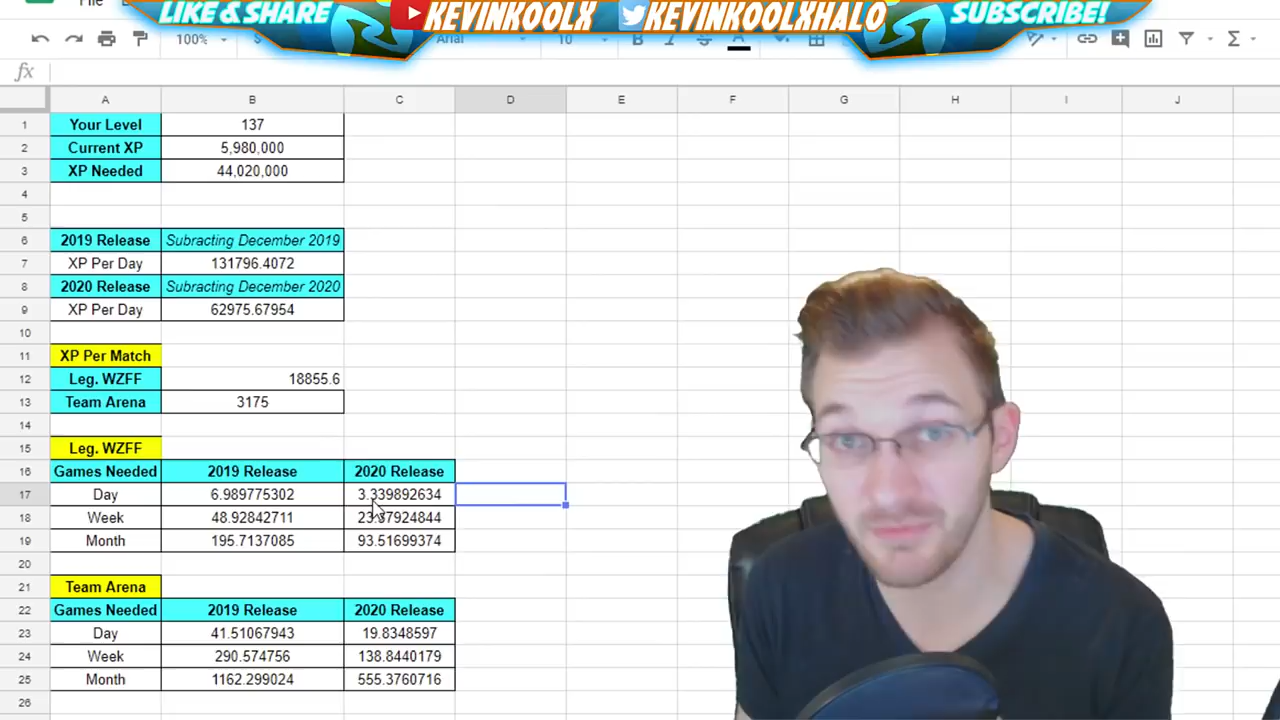 LIKE & SHARE KEVINKOOLX KEVINKOOLXHALO SUBSCRIBE!
File
100% Arial 10 B I S A Σ
fx
A B C D E F G H I J
1 Your Level 137
2 Current XP 5,980,000
3 XP Needed 44,020,000
4
5
6 2019 Release Subracting December 2019
7 XP Per Day 131796.4072
8 2020 Release Subracting December 2020
9 XP Per Day 62975.67954
10
11 XP Per Match
12 Leg. WZFF 18855.6
13 Team Arena 3175
14
15 Leg. WZFF
16 Games Needed 2019 Release 2020 Release
17 Day 6.989775302 3.339892634
18 Week 48.92842711 23.37924844
19 Month 195.7137085 93.51699374
20
21 Team Arena
22 Games Needed 2019 Release 2020 Release
23 Day 41.51067943 19.8348597
24 Week 290.574756 138.8440179
25 Month 1162.299024 555.3760716
26